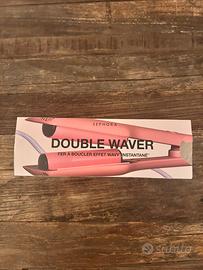 SEPHORA
DOUBLE WAVER
FER À BOUCLER EFFET WAVY INSTANTANÉ*
subito